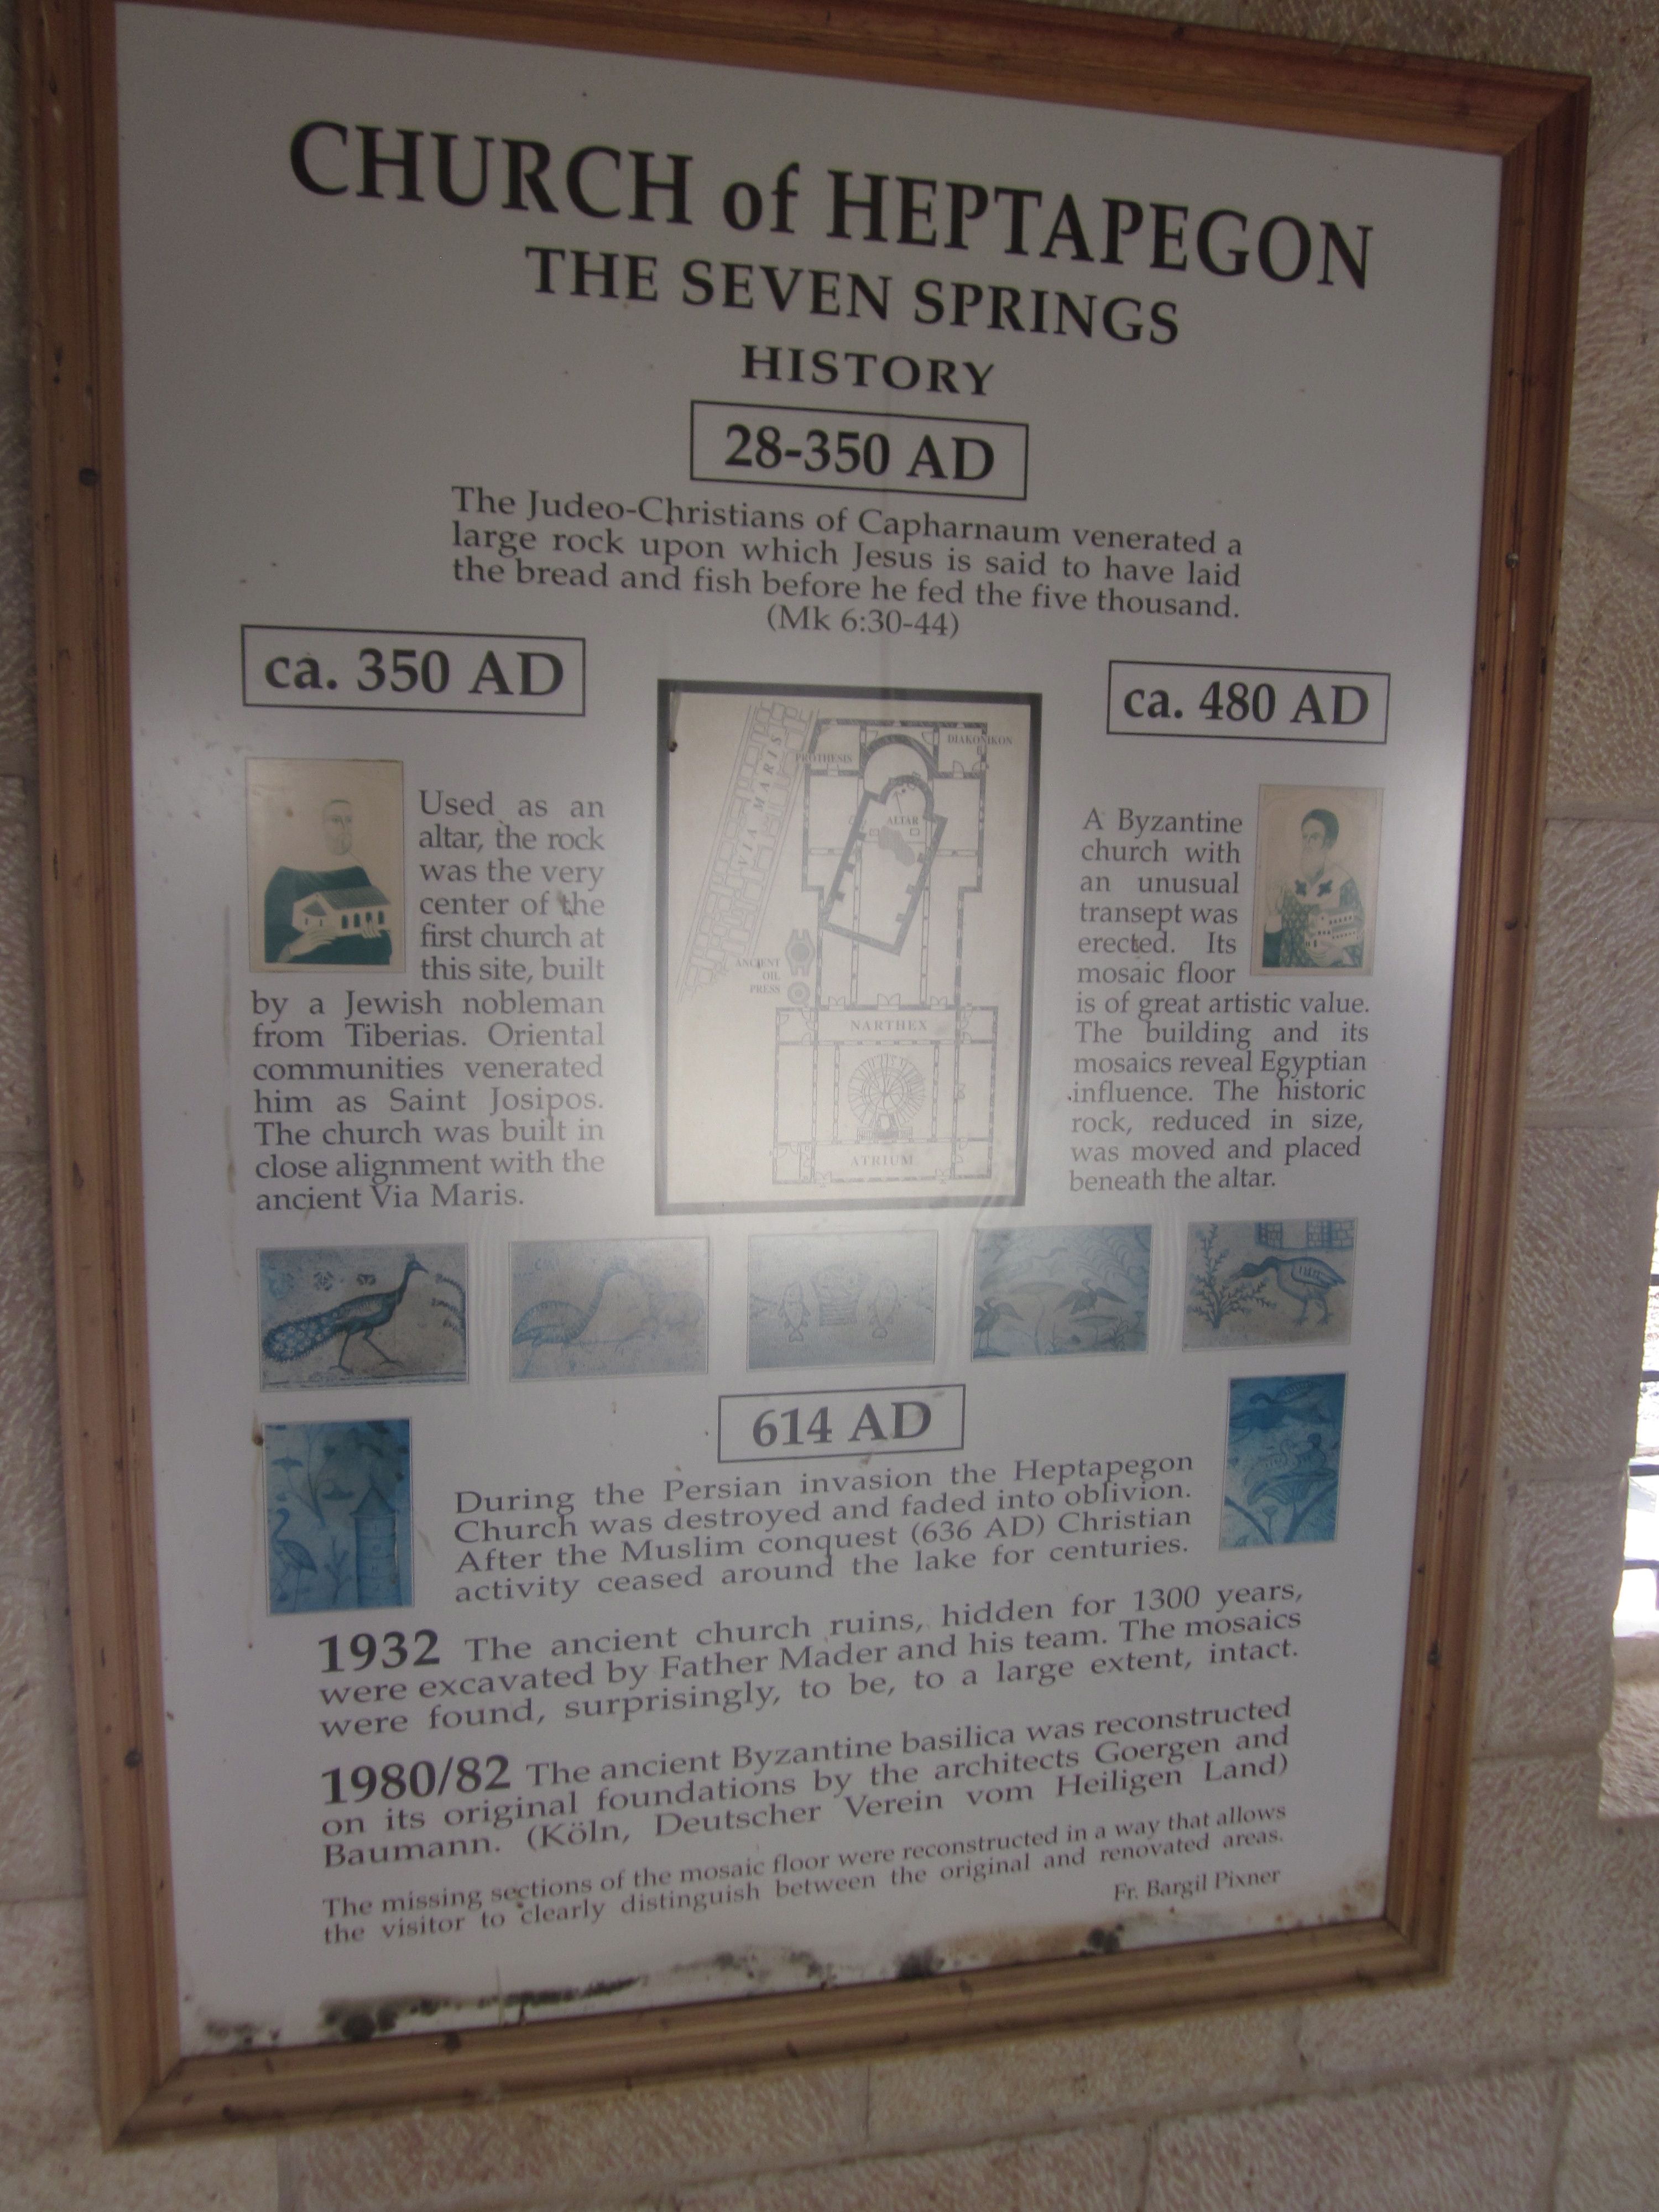 CHURCH of HEPTAPEGON
THE SEVEN SPRINGS
HISTORY
28-350 AD
The Judeo-Christians of Capharnaum venerated a
large rock upon which Jesus is said to have laid
the bread and fish before he fed the five thousand.
(Mk 6:30-44)
ca. 350 AD
Used as an
altar, the rock
was the very
center of the
first church at
this site, built
by a Jewish nobleman
from Tiberias. Oriental
communities venerated
him as Saint Josipos.
The church was built in
close alignment with the
ancient Via Maris.
VIA MARIS
PROTHESIS
DIAKONIKON
ALTAR
ANCIENT
OIL
PRESS
NARTHEX
ATRIUM
ca. 480 AD
A Byzantine
church with
an unusual
transept was
erected. Its
mosaic floor
is of great artistic value.
The building and its
mosaics reveal Egyptian
influence. The historic
rock, reduced in size,
was moved and placed
beneath the altar.
614 AD
During the Persian invasion the Heptapegon
Church was destroyed and faded into oblivion.
After the Muslim conquest (636 AD) Christian
activity ceased around the lake for centuries.
1932 The ancient church ruins, hidden for 1300 years,
were excavated by Father Mader and his team. The mosaics
were found, surprisingly, to be, to a large extent, intact.
1980/82 The ancient Byzantine basilica was reconstructed
on its original foundations by the architects Goergen and
Baumann. (Köln, Deutscher Verein vom Heiligen Land)
The missing sections of the mosaic floor were reconstructed in a way that allows
the visitor to clearly distinguish between the original and renovated areas.
Fr. Bargil Pixner